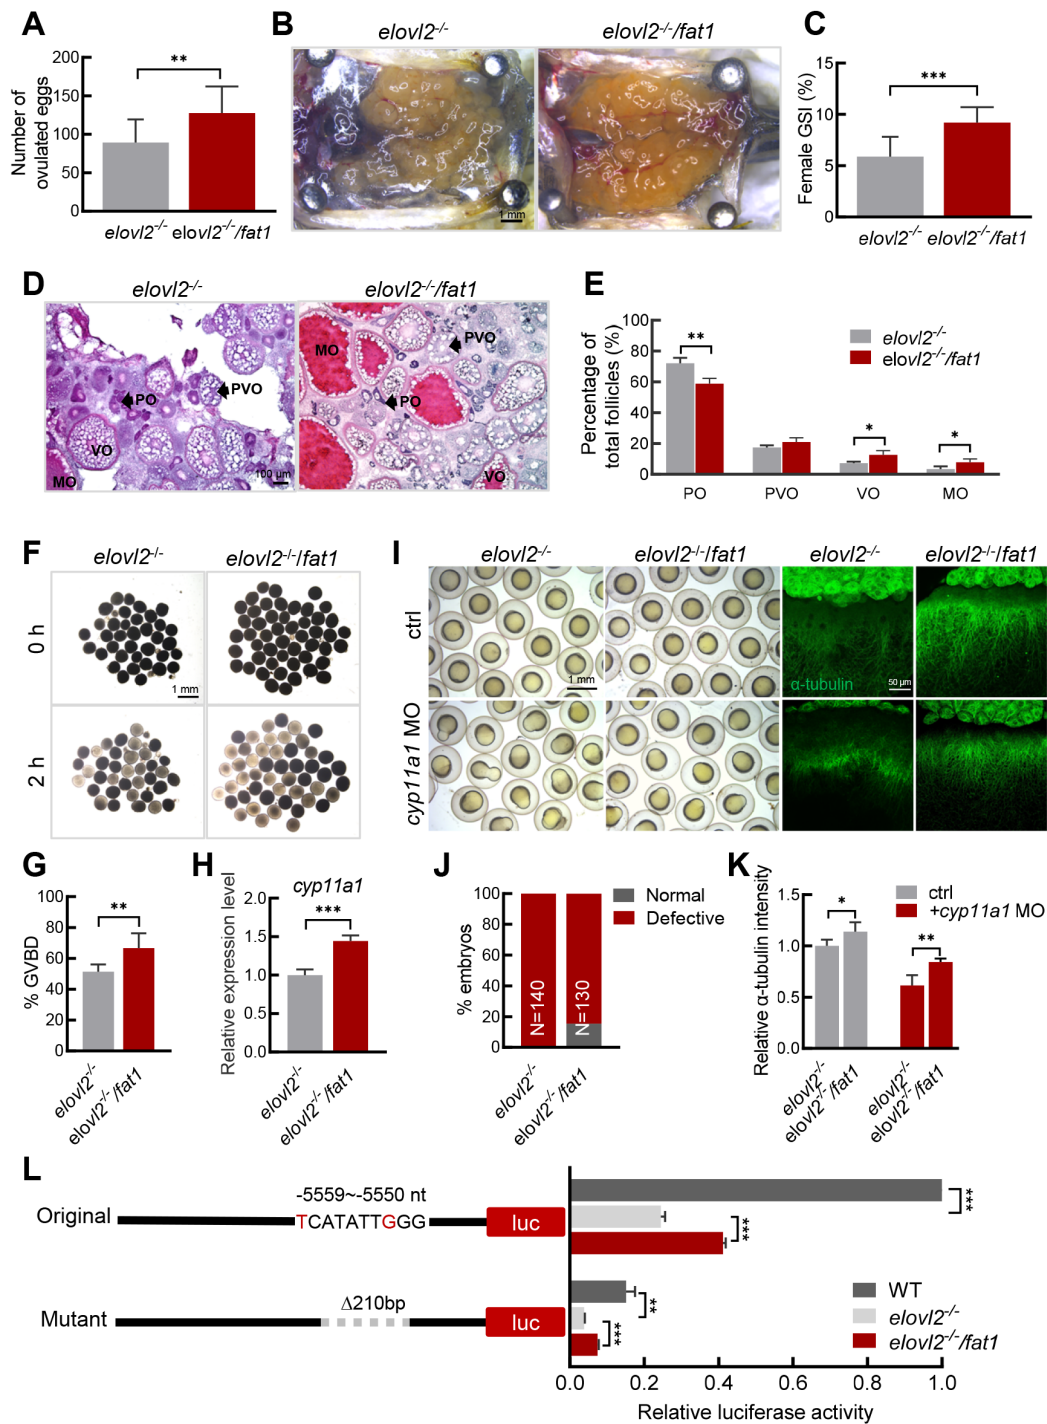 A
Number of
ovulated eggs
200
150
100
50
0
**
elovl2-/-
elovl2-/-/fat1
B
elovl2-/-
elovl2-/-/fat1
1 mm
C
Female GSI (%)
15
10
5
0
***
elovl2-/-
elovl2-/-/fat1
D
elovl2-/-
elovl2-/-/fat1
PO
PVO
VO
MO
100 μm
MO
PVO
PO
VO
E
Percentage of
total follicles (%)
100
80
60
40
20
0
**
*
*
elovl2-/-
elovl2-/-/fat1
PO
PVO
VO
MO
F
elovl2-/-
elovl2-/-/fat1
0 h
1 mm
2 h
I
elovl2-/-
elovl2-/-/fat1
elovl2-/-
elovl2-/-/fat1
ctrl
1 mm
α-tubulin
50 μm
cyp11a1 MO
G
% GVBD
100
80
60
40
20
0
**
elovl2-/-
elovl2-/-/fat1
H
cyp11a1
Relative expression level
2.0
1.5
1.0
0.5
0.0
***
elovl2-/-
elovl2-/-/fat1
J
% embryos
100
80
60
40
20
0
N=140
N=130
Normal
Defective
elovl2-/-
elovl2-/-/fat1
K
Relative α-tubulin intensity
1.5
1.0
0.5
0.0
*
**
ctrl
+cyp11a1 MO
elovl2-/-
elovl2-/-/fat1
elovl2-/-
elovl2-/-/fat1
L
-5559~-5550 nt
Original
TCATATTGGG
luc
***
***
Δ210bp
Mutant
luc
**
***
WT
elovl2-/-
elovl2-/-/fat1
0.0
0.2
0.4
0.6
0.8
1.0
Relative luciferase activity